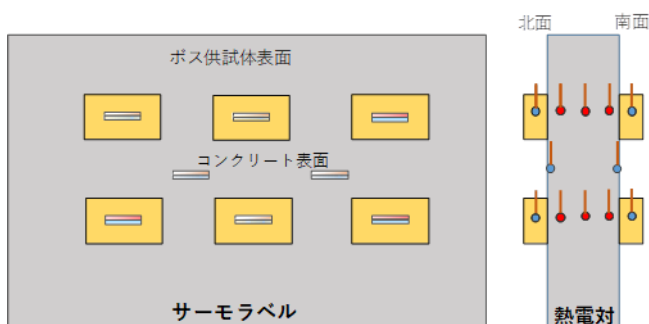 北面
南面
ボス供試体表面
コンクリート表面
サーモラベル
熱電対